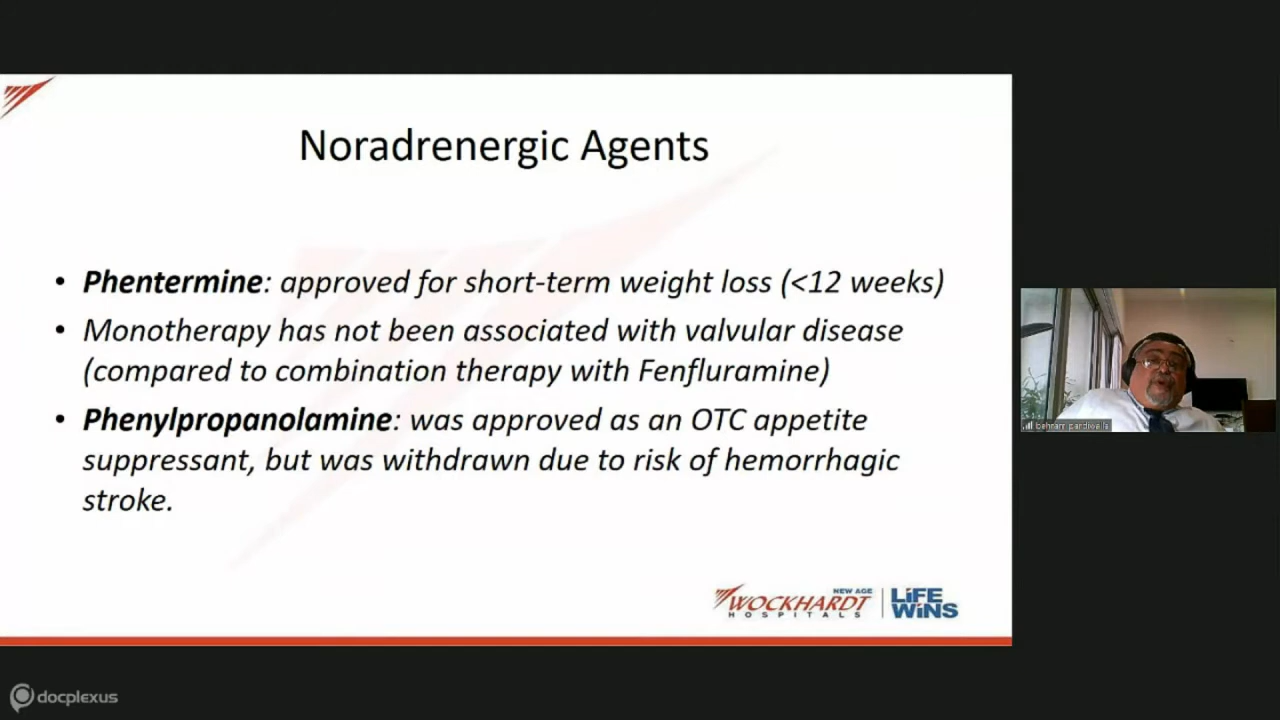 Noradrenergic Agents
• Phentermine: approved for short-term weight loss (<12 weeks)
• Monotherapy has not been associated with valvular disease
(compared to combination therapy with Fenfluramine)
• Phenylpropanolamine: was approved as an OTC appetite
suppressant, but was withdrawn due to risk of hemorrhagic
stroke.
behram pardiwalla
NEW AGE
WOCKHARDT
HOSPITALS
LiFE
WiNS
docplexus